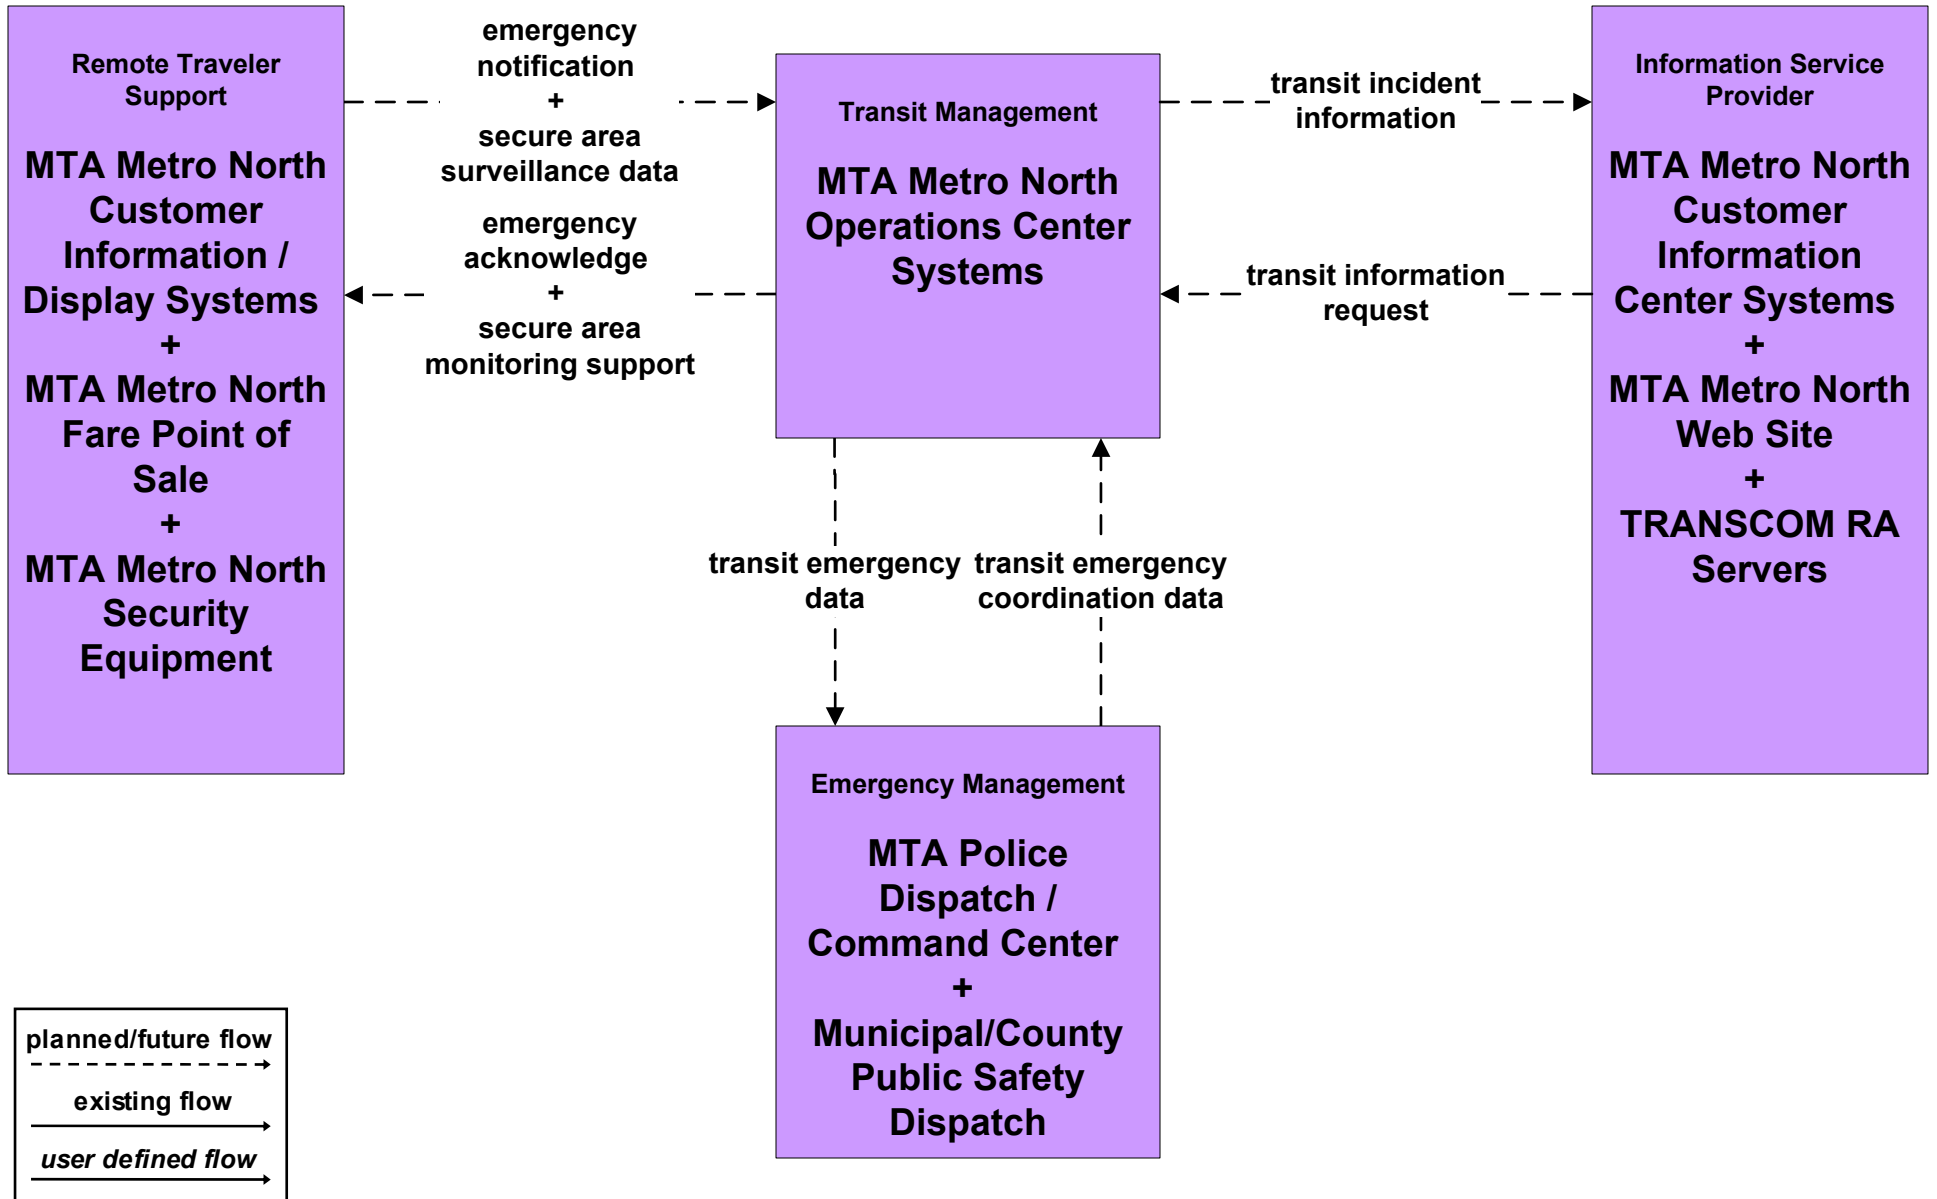 Remote Traveler
Support
MTA Metro North
Customer
Information /
Display Systems
+
MTA Metro North
Fare Point of
Sale
+
MTA Metro North
Security
Equipment
emergency
notification
+
secure area
surveillance data
emergency
acknowledge
+
secure area
monitoring support
Transit Management
MTA Metro North
Operations Center
Systems
transit incident
information
transit information
request
Information Service
Provider
MTA Metro North
Customer
Information
Center Systems
+
MTA Metro North
Web Site
+
TRANSCOM RA
Servers
transit emergency
data
transit emergency
coordination data
Emergency Management
MTA Police
Dispatch /
Command Center
+
Municipal/County
Public Safety
Dispatch
planned/future flow
existing flow
user defined flow